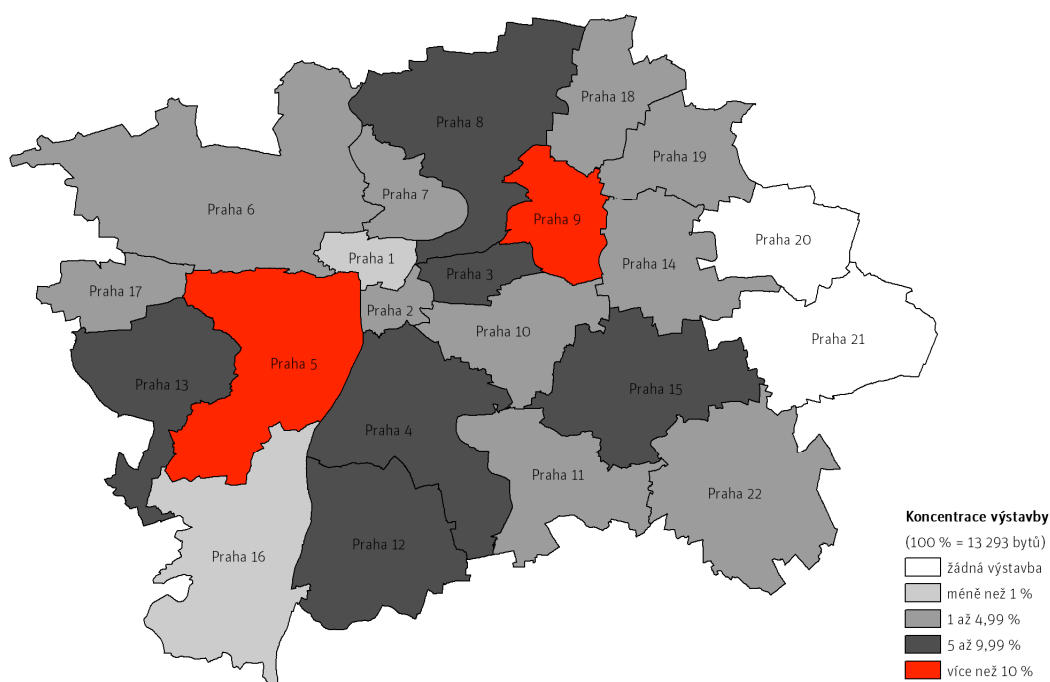 Praha 18
Praha 8
Praha 19
Praha 7
Praha 6
Praha 9
Praha 20
Praha 1
Praha 14
Praha 3
Praha 17
Praha 2
Praha 10
Praha 21
Praha 5
Praha 13
Praha 15
Praha 4
Praha 11
Praha 22
Praha 12
Praha 16
Koncentrace výstavby
(100 % = 13 293 bytů)
žádná výstavba
méně než 1 %
1 až 4,99 %
5 až 9,99 %
více než 10 %